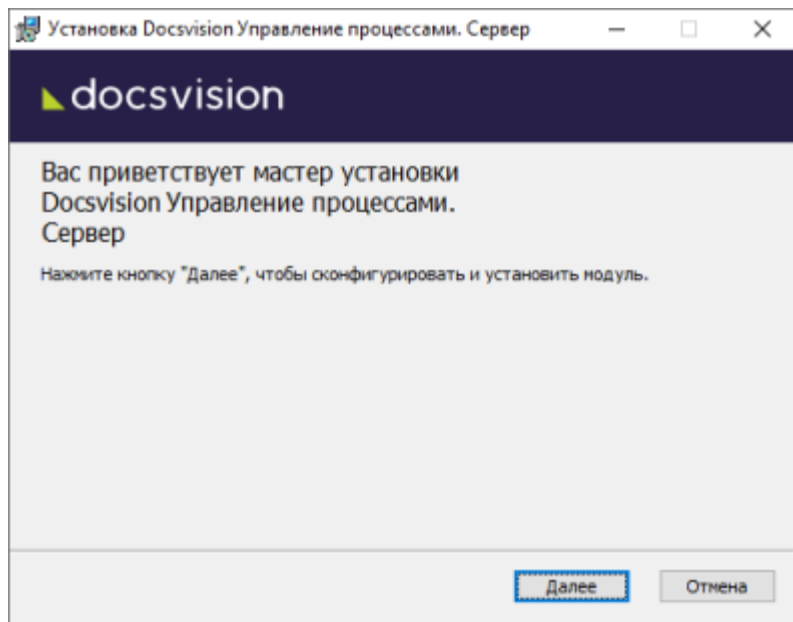 Установка Docsvision Управление процессами. Сервер
docsvision
Вас приветствует мастер установки
Docsvision Управление процессами.
Сервер
Нажмите кнопку "Далее", чтобы сконфигурировать и установить модуль.
Далее
Отмена